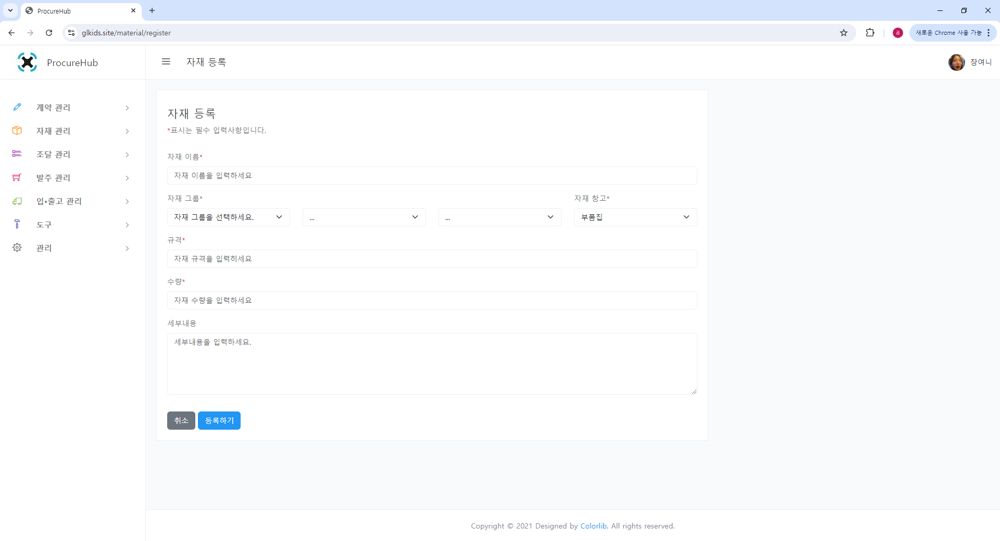 ProcureHub
glkids.site/material/register
곰
새로운 Chrome 사용 가능
ProcureHub
자재 등록
장여니
계약 관리
자재 관리
조달 관리
발주 관리
입•출고 관리
도구
관리
자재 등록
*표시는 필수 입력사항입니다.
자재 이름*
자재 이름을 입력하세요
자재 그룹*
자재 창고*
자재 그룹을 선택하세요.
...
...
부품집
규격*
자재 규격을 입력히세요
수량*
자재 수량을 입력하세요
세부내용
세부내용을 입력하세요.
취소
등록하기
Copyright © 2021 Designed by Colorlib. All rights reserved.